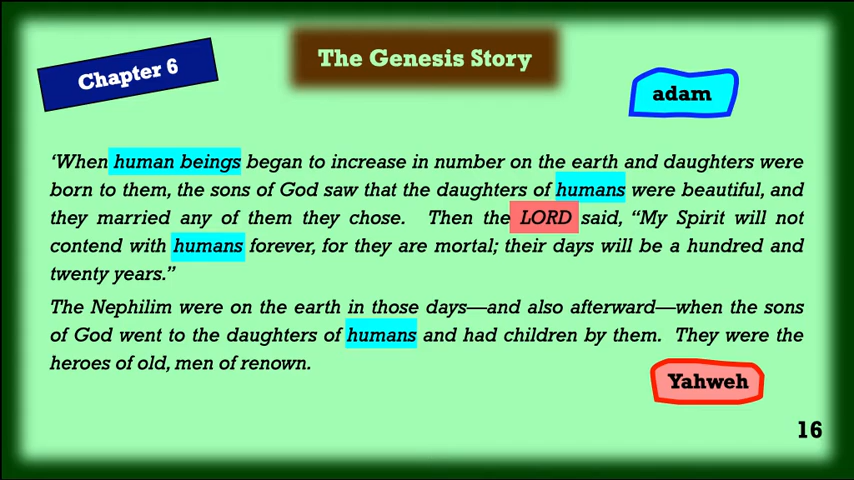 The Genesis Story
Chapter 6
adam
‘When human beings began to increase in number on the earth and daughters were
born to them, the sons of God saw that the daughters of humans were beautiful, and
they married any of them they chose. Then the LORD said, “My Spirit will not
contend with humans forever, for they are mortal; their days will be a hundred and
twenty years.”
The Nephilim were on the earth in those days—and also afterward—when the sons
of God went to the daughters of humans and had children by them. They were the
heroes of old, men of renown.
Yahweh
16